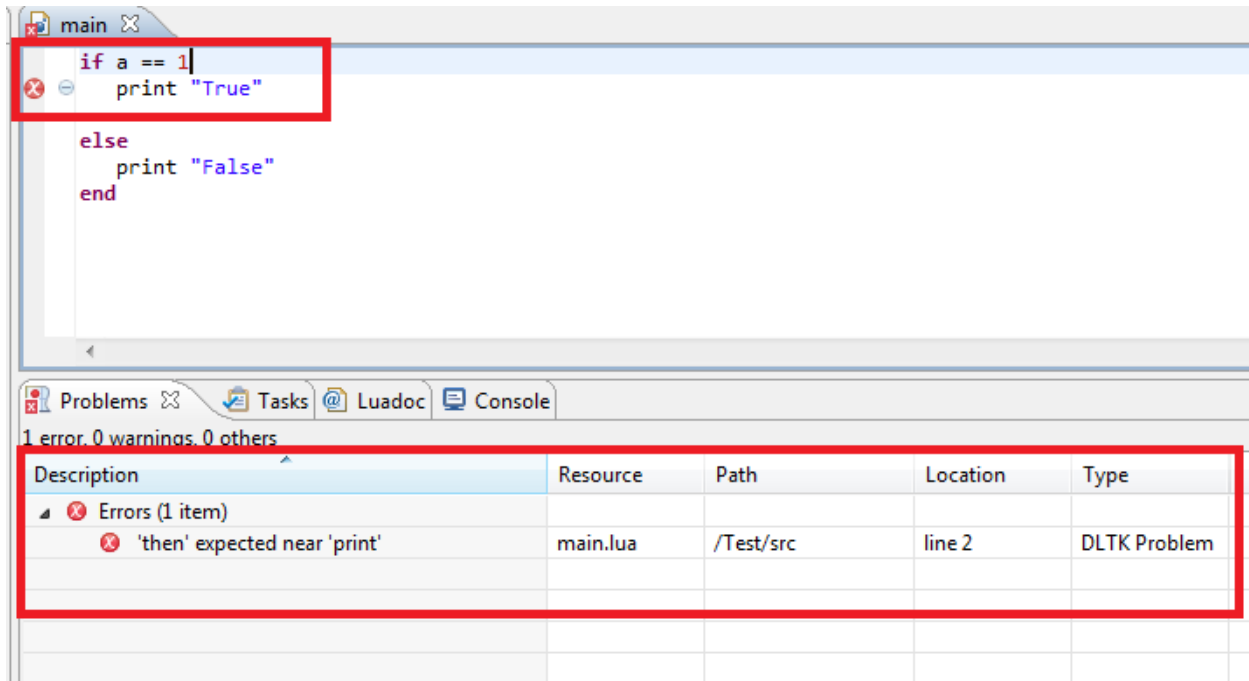 main
if a == 1
print "True"
else
print "False"
end
Problems Tasks Luadoc Console
1 error, 0 warnings, 0 others
Description Resource Path Location Type
Errors (1 item)
'then' expected near 'print' main.lua /Test/src line 2 DLTK Problem